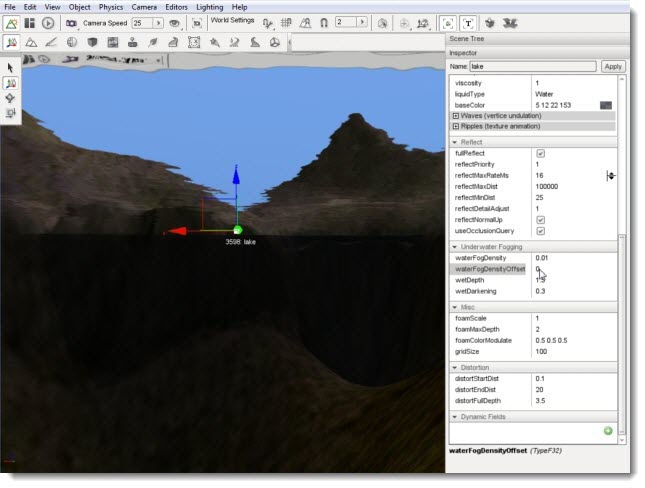 File Edit View Object Physics Camera Editors Lighting Help
Camera Speed 25 World Settings 2
Scene Tree
Inspector
Name: lake Apply
viscosity 1
liquidType Water
baseColor 5 12 22 153
Waves (vertice undulation)
Ripples (texture animation)
Reflect
fullReflect
reflectPriority 1
reflectMaxRateMs 16
reflectMaxDist 100000
reflectMinDist 25
reflectDetailAdjust 1
reflectNormalUp
useOcclusionQuery
Underwater Fogging
waterFogDensity 0.01
waterFogDensityOffset 0
wetDepth 1.5
wetDarkening 0.3
Misc
foamScale 1
foamMaxDepth 2
foamColorModulate 0.5 0.5 0.5
gridSize 100
Distortion
distortStartDist 0.1
distortEndDist 20
distortFullDepth 3.5
Dynamic Fields
waterFogDensityOffset (TypeF32)
3598: lake